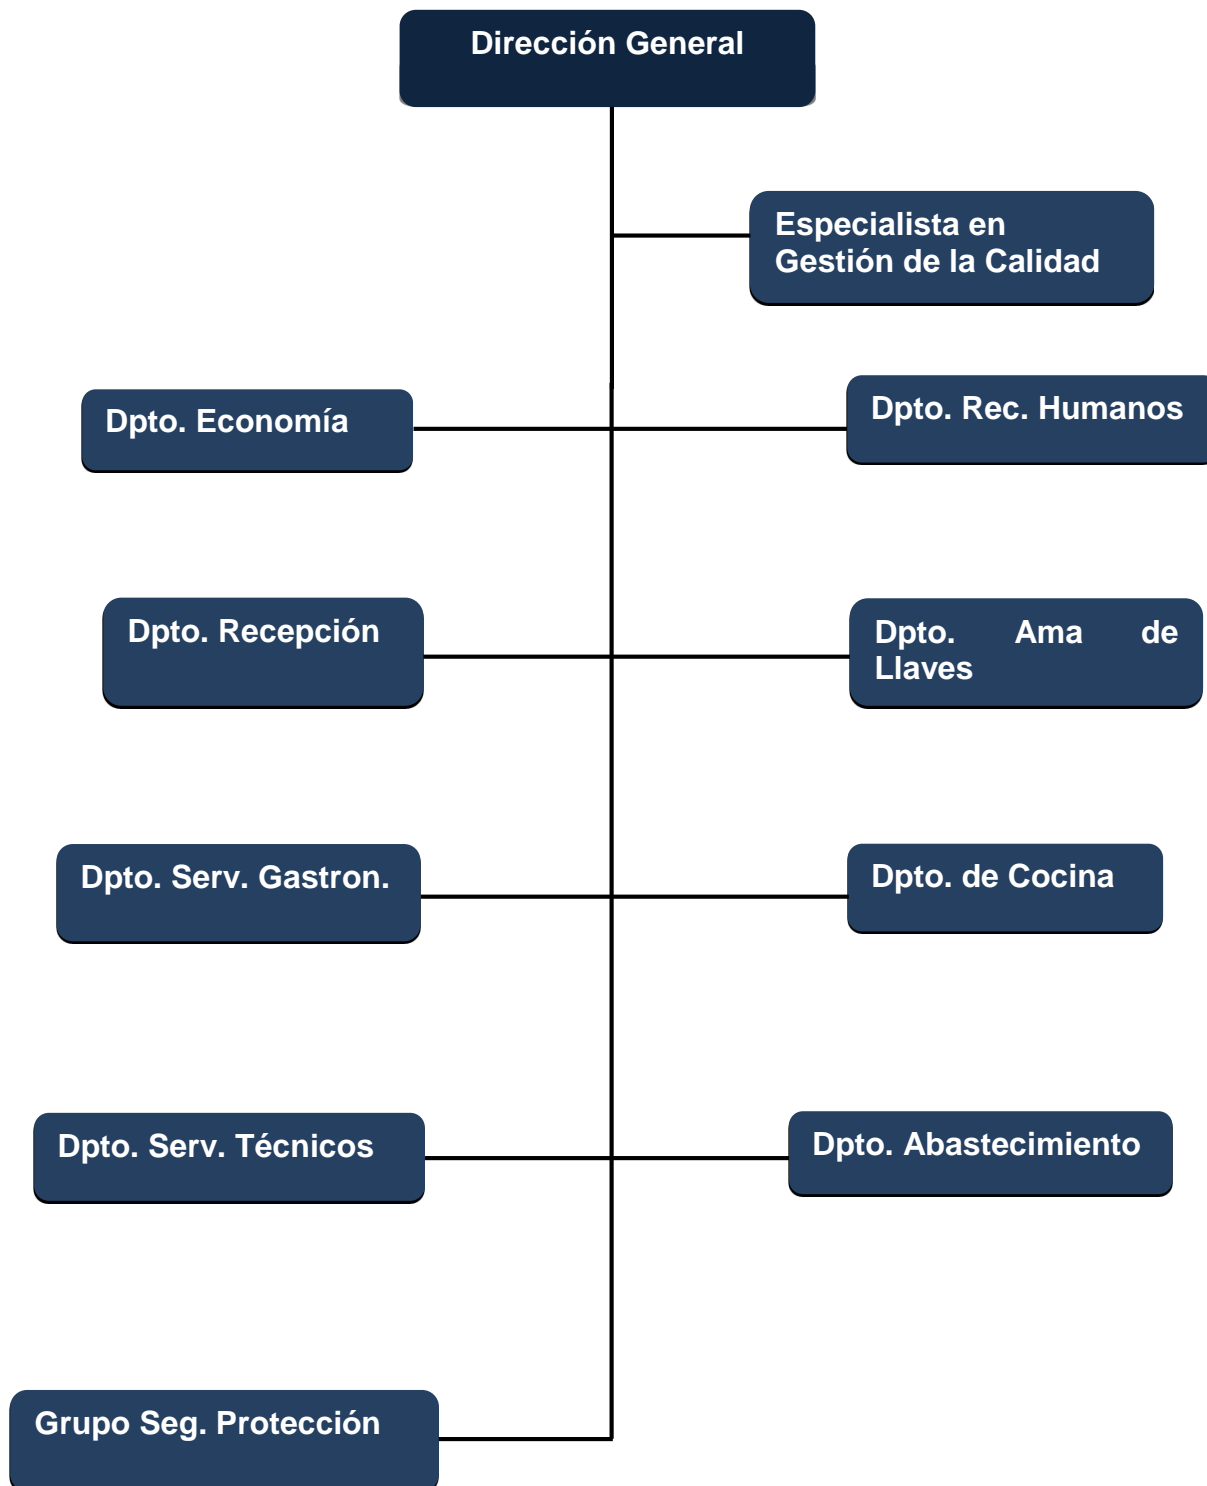 Dirección General
Especialista en
Gestión de la Calidad
Dpto. Economía
Dpto. Rec. Humanos
Dpto. Recepción
Dpto. Ama de
Llaves
Dpto. Serv. Gastron.
Dpto. de Cocina
Dpto. Serv. Técnicos
Dpto. Abastecimiento
Grupo Seg. Protección